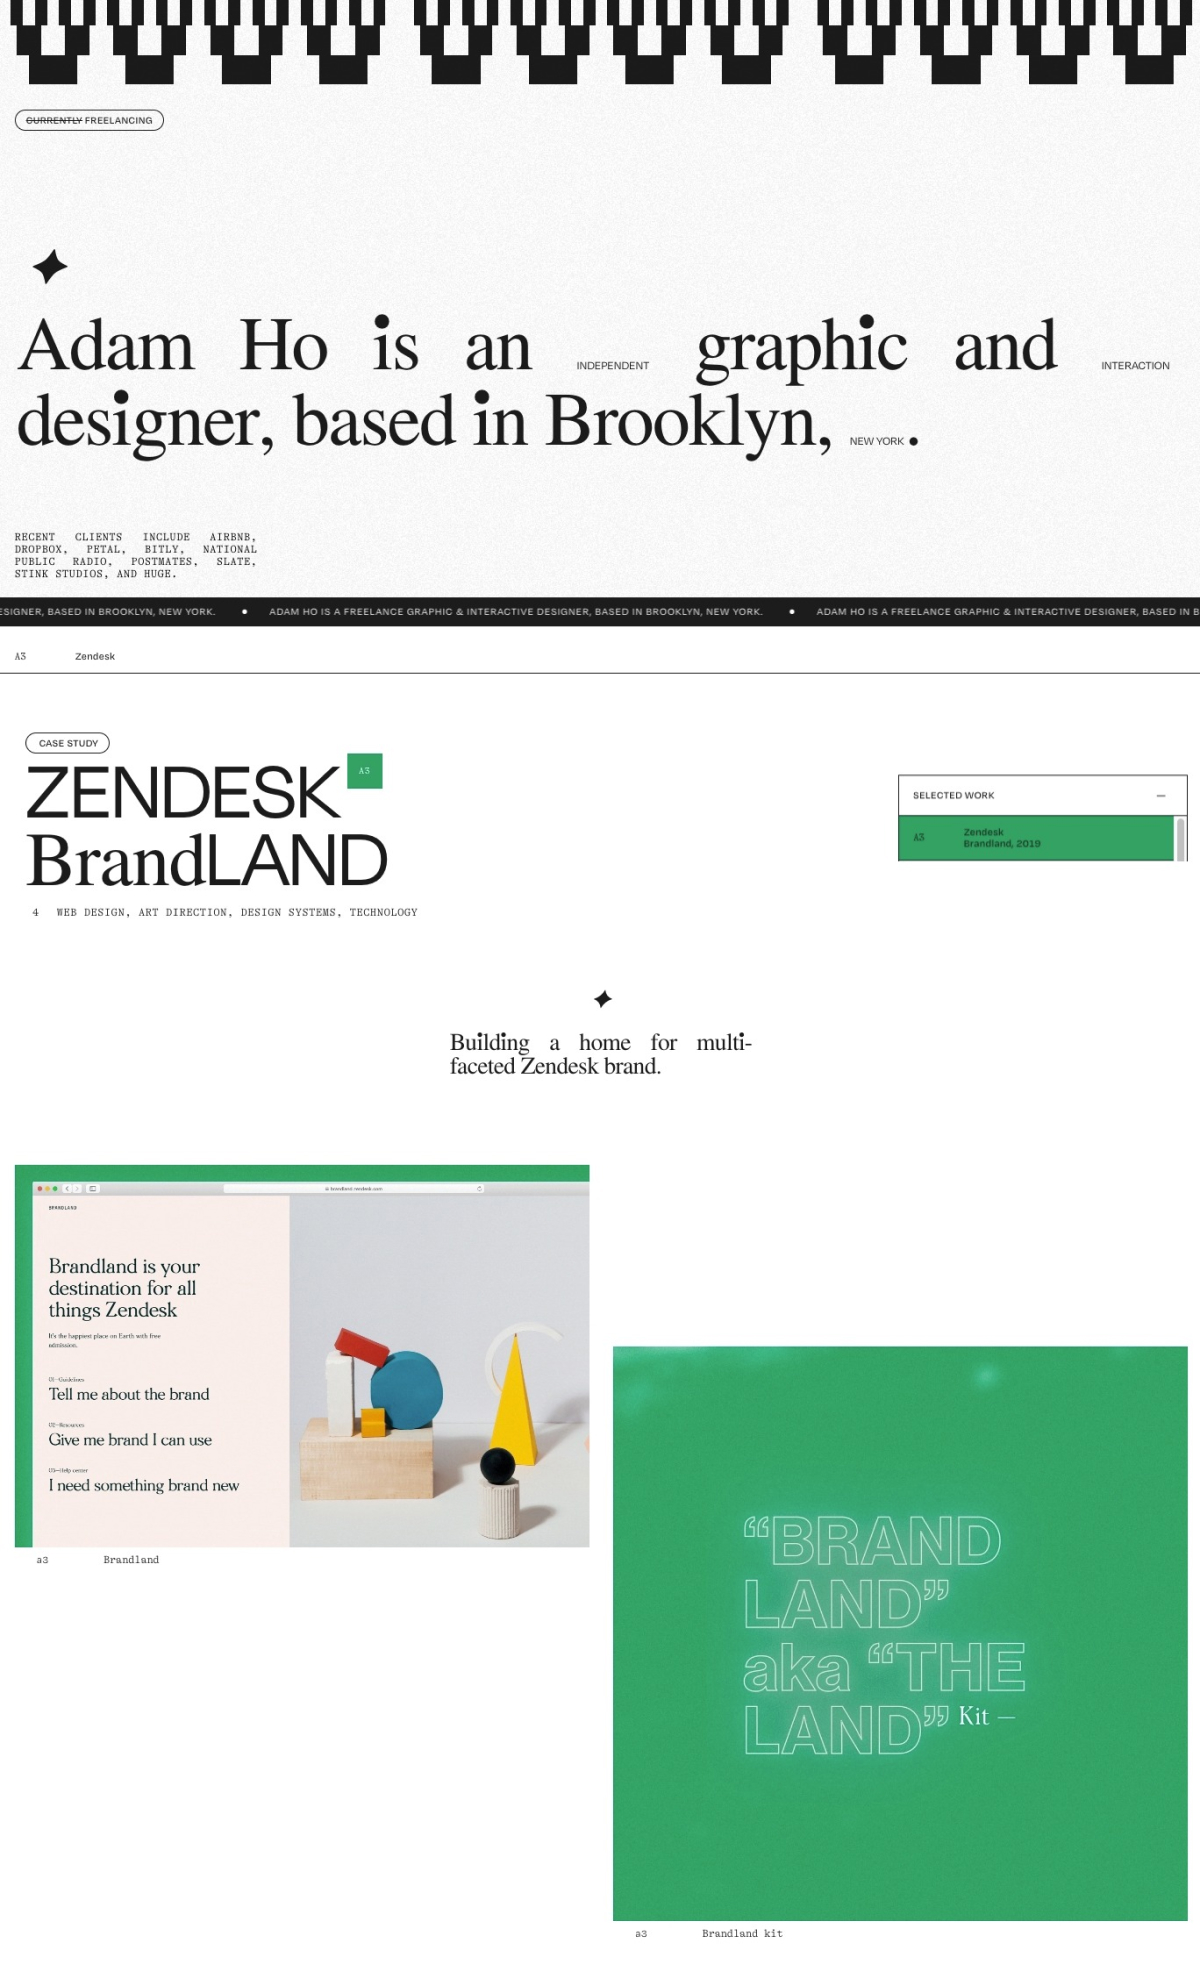 CURRENTLY FREELANCING
Adam Ho is an INDEPENDENT graphic and INTERACTION
designer, based in Brooklyn, NEW YORK.
RECENT CLIENTS INCLUDE AIRBNB,
DROPBOX, PETAL, BITLY, NATIONAL
PUBLIC RADIO, POSTMATES, SLATE,
STINK STUDIOS, AND HUGE.
ESIGNER, BASED IN BROOKLYN, NEW YORK. • ADAM HO IS A FREELANCE GRAPHIC & INTERACTIVE DESIGNER, BASED IN BROOKLYN, NEW YORK. • ADAM HO IS A FREELANCE GRAPHIC & INTERACTIVE DESIGNER, BASED IN B
A3 Zendesk
CASE STUDY
ZENDESK A3
BrandLAND
4 WEB DESIGN, ART DIRECTION, DESIGN SYSTEMS, TECHNOLOGY
SELECTED WORK —
A3 Zendesk
Brandland, 2019
Building a home for multi-
faceted Zendesk brand.
brandland.zendesk.com
BRANDLAND
Brandland is your
destination for all
things Zendesk
It's the happiest place on Earth with free
admission.
01—Guidelines
Tell me about the brand
02—Resources
Give me brand I can use
03—Help center
I need something brand new
a3 Brandland
“BRAND
LAND”
aka “THE
LAND” Kit —
a3 Brandland kit